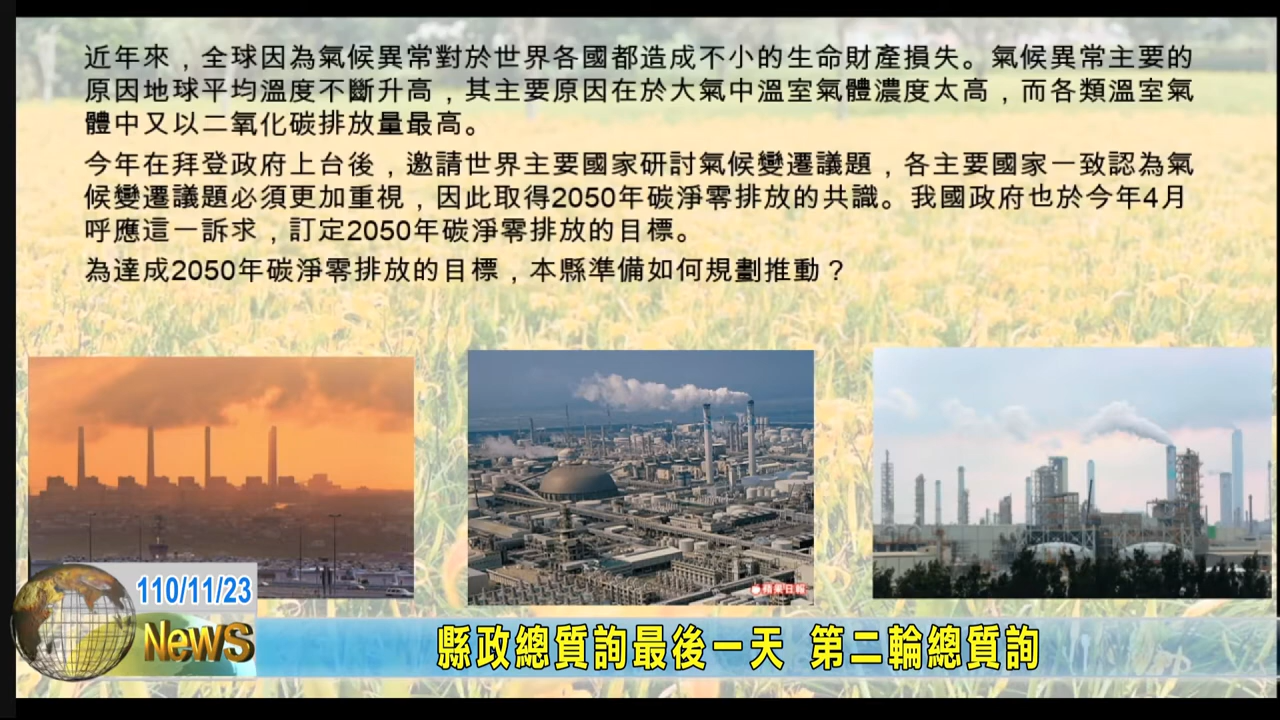 近年來，全球因為氣候異常對於世界各國都造成不小的生命財產損失。氣候異常主要的
原因地球平均溫度不斷升高，其主要原因在於大氣中溫室氣體濃度太高，而各類溫室氣
體中又以二氧化碳排放量最高。
今年在拜登政府上台後，邀請世界主要國家研討氣候變遷議題，各主要國家一致認為氣
候變遷議題必須更加重視，因此取得2050年碳淨零排放的共識。我國政府也於今年4月
呼應這一訴求，訂定2050年碳淨零排放的目標。
為達成2050年碳淨零排放的目標，本縣準備如何規劃推動？
蘋果日報
110/11/23
NewS
縣政總質詢最後一天 第二輪總質詢